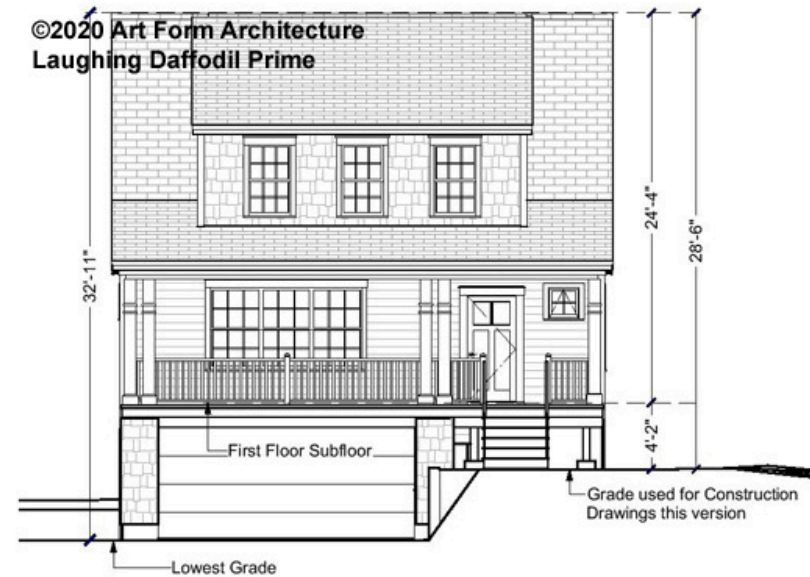 ©2020 Art Form Architecture
Laughing Daffodil Prime
32'-11"
24'-4"
28'-6"
4'-2"
First Floor Subfloor
Grade used for Construction
Drawings this version
Lowest Grade